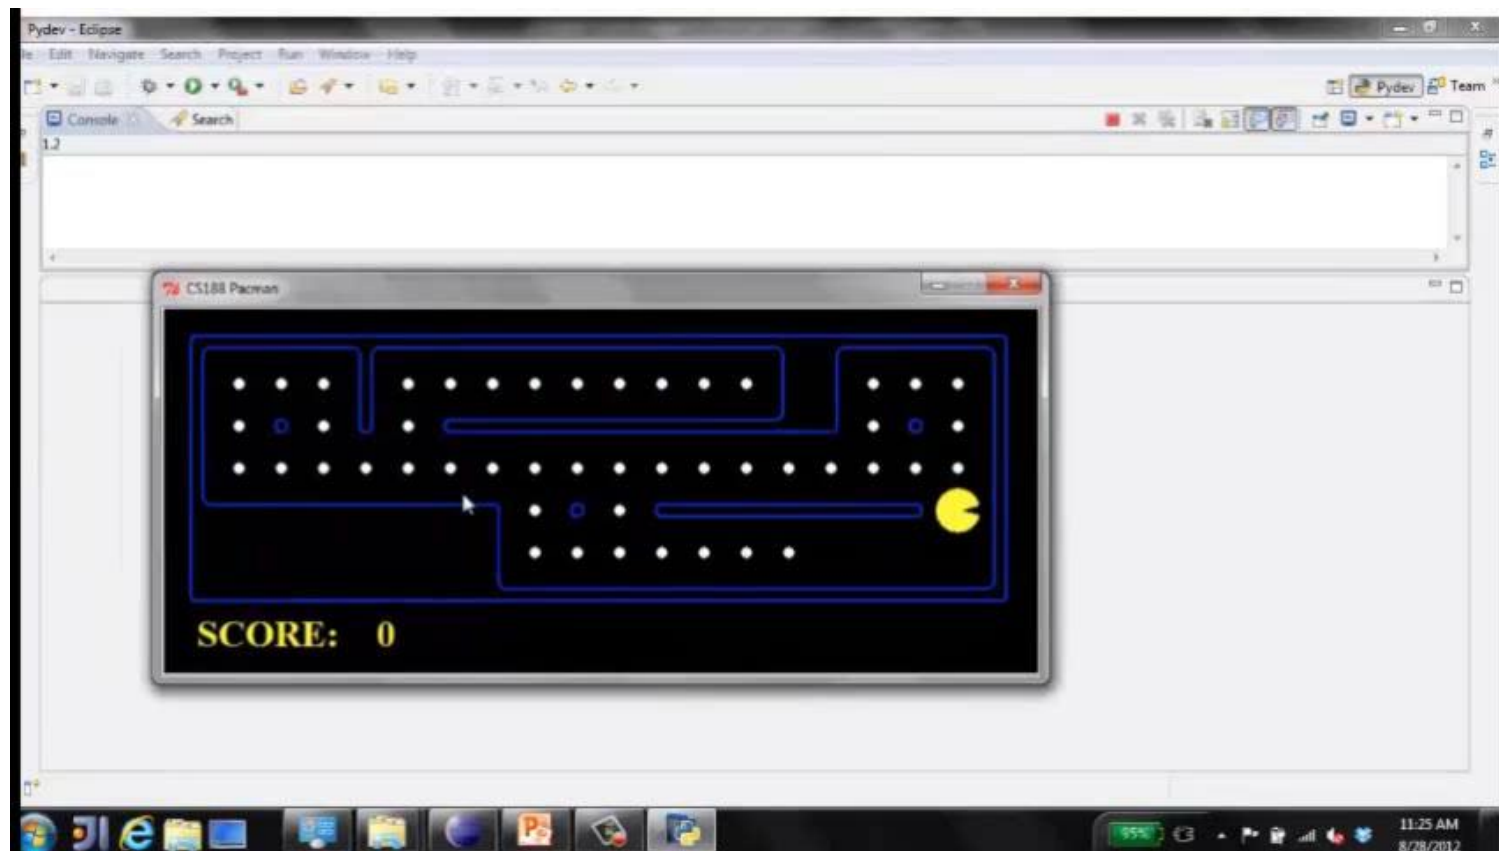 Pydev - Eclipse
Edit Navigate Search Project Run Window Help
Pydev Team
Console Search
1.2
CS188 Pacman
SCORE: 0
95%
11:25 AM
8/28/2012